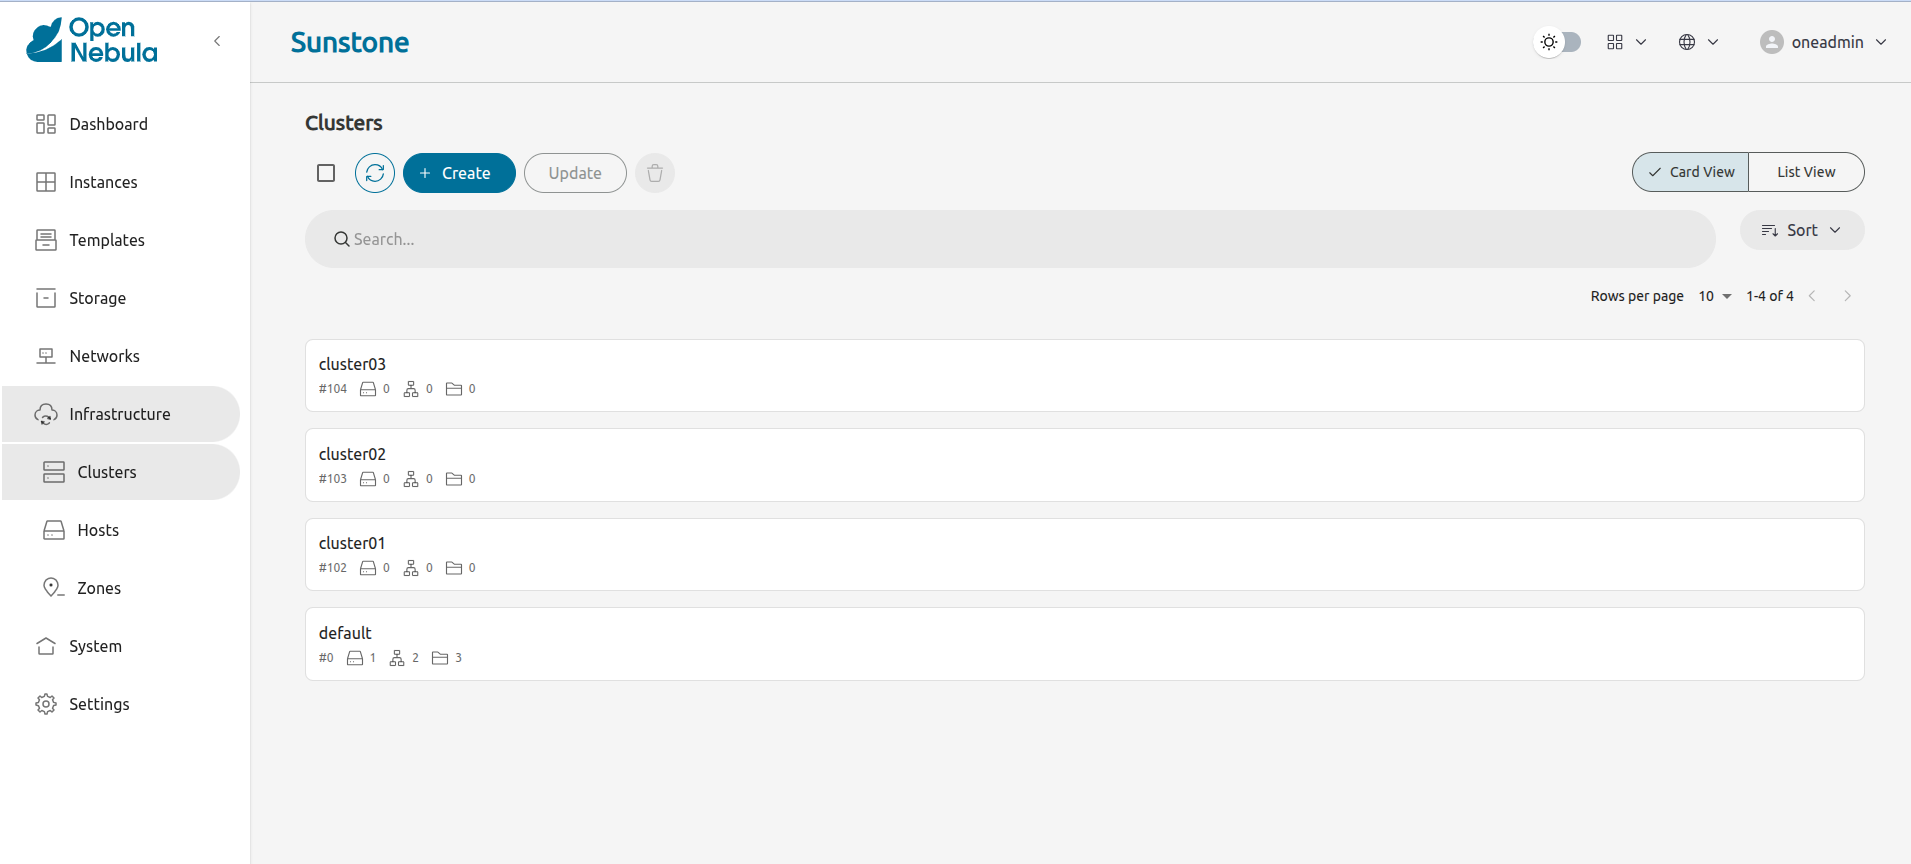 Open
Nebula
Sunstone
oneadmin
Dashboard
Instances
Templates
Storage
Networks
Infrastructure
Clusters
Hosts
Zones
System
Settings
Clusters
+ Create
Update
Card View
List View
Search...
Sort
Rows per page 10 1-4 of 4
cluster03
#104 0 0 0
cluster02
#103 0 0 0
cluster01
#102 0 0 0
default
#0 1 2 3